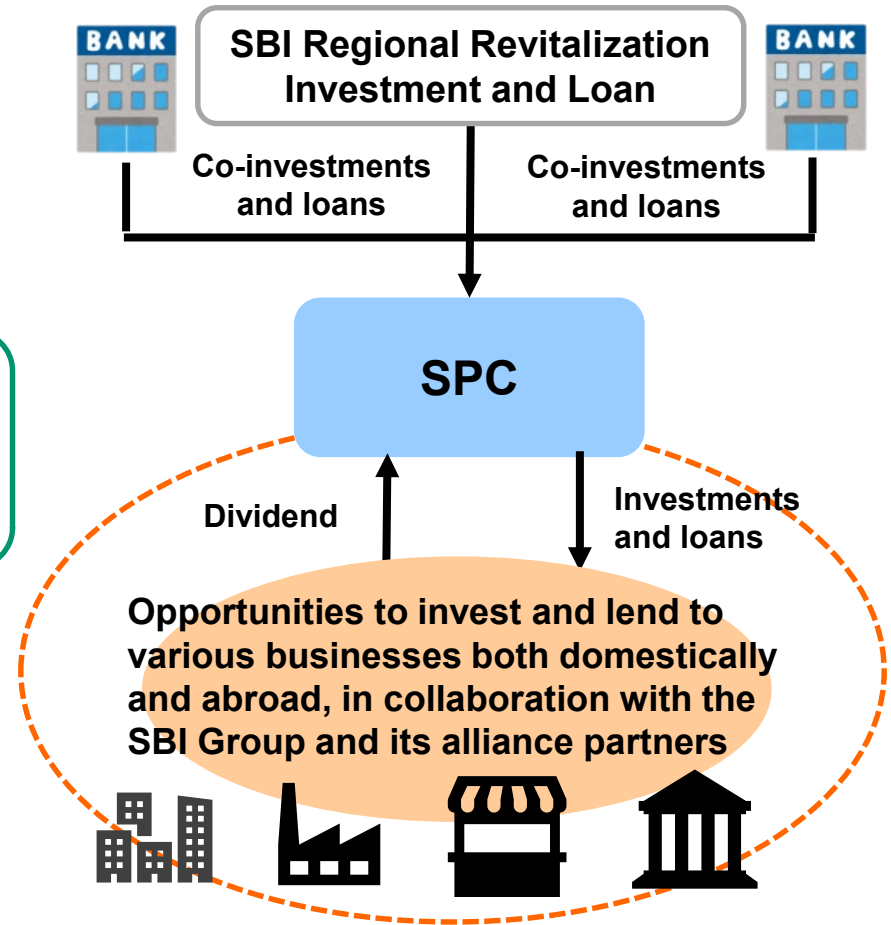 BANK
SBI Regional Revitalization
Investment and Loan
BANK
Co-investments
and loans
Co-investments
and loans
SPC
Dividend
Investments
and loans
Opportunities to invest and lend to
various businesses both domestically
and abroad, in collaboration with the
SBI Group and its alliance partners